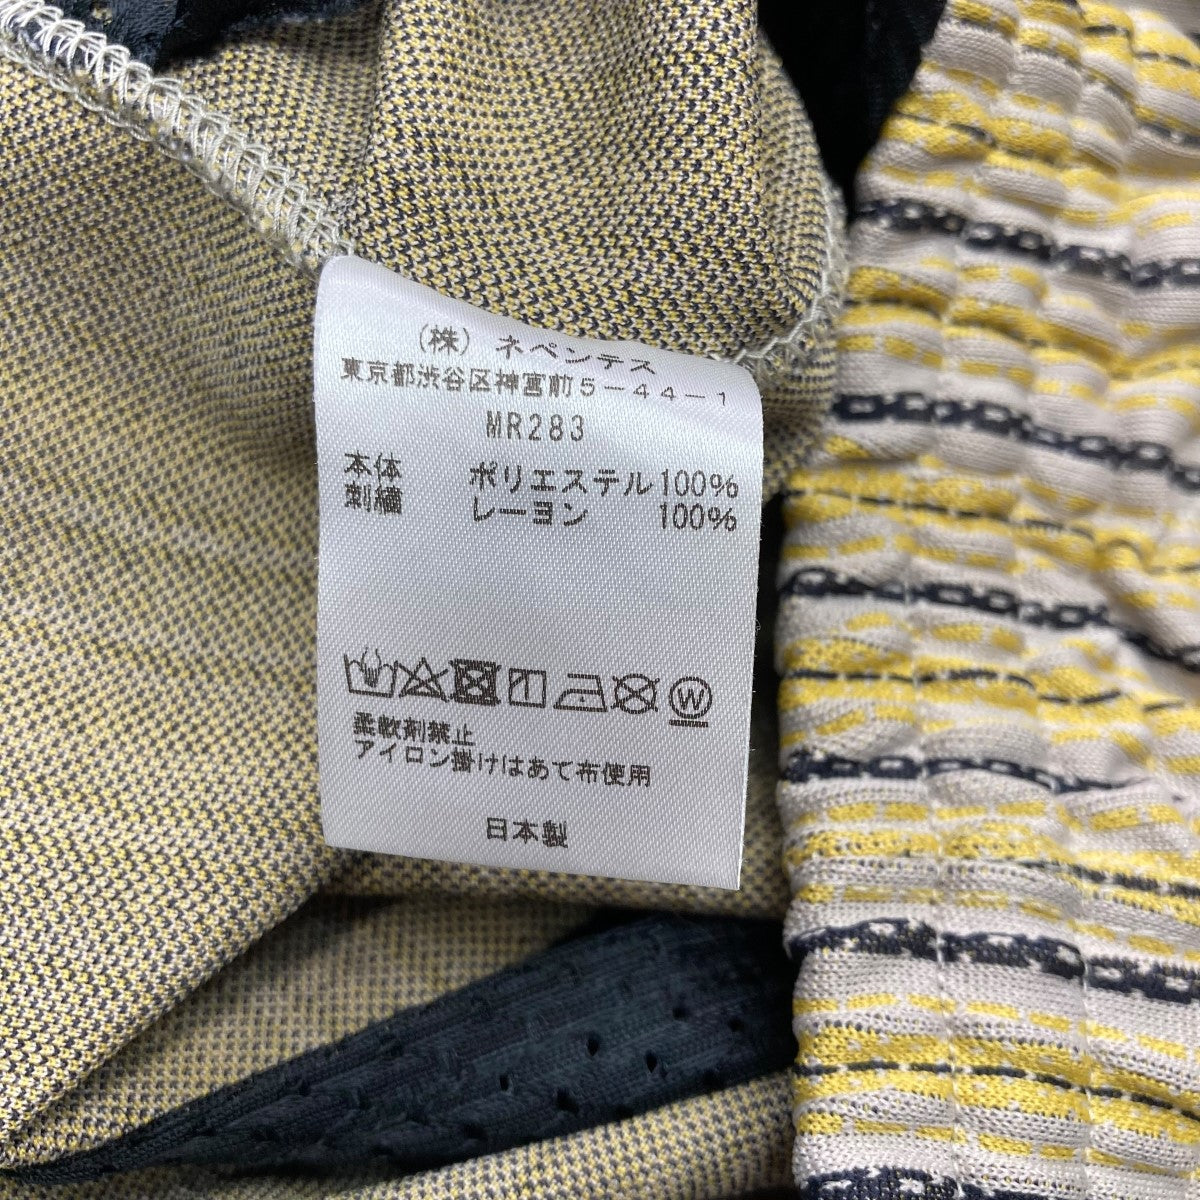 (株) ネペンテス
東京都渋谷区神宮前5-44-1
MR283
本体 ポリエステル100%
刺繍 レーヨン 100%
W
柔軟剤禁止
アイロン掛けはあて布使用
日本製